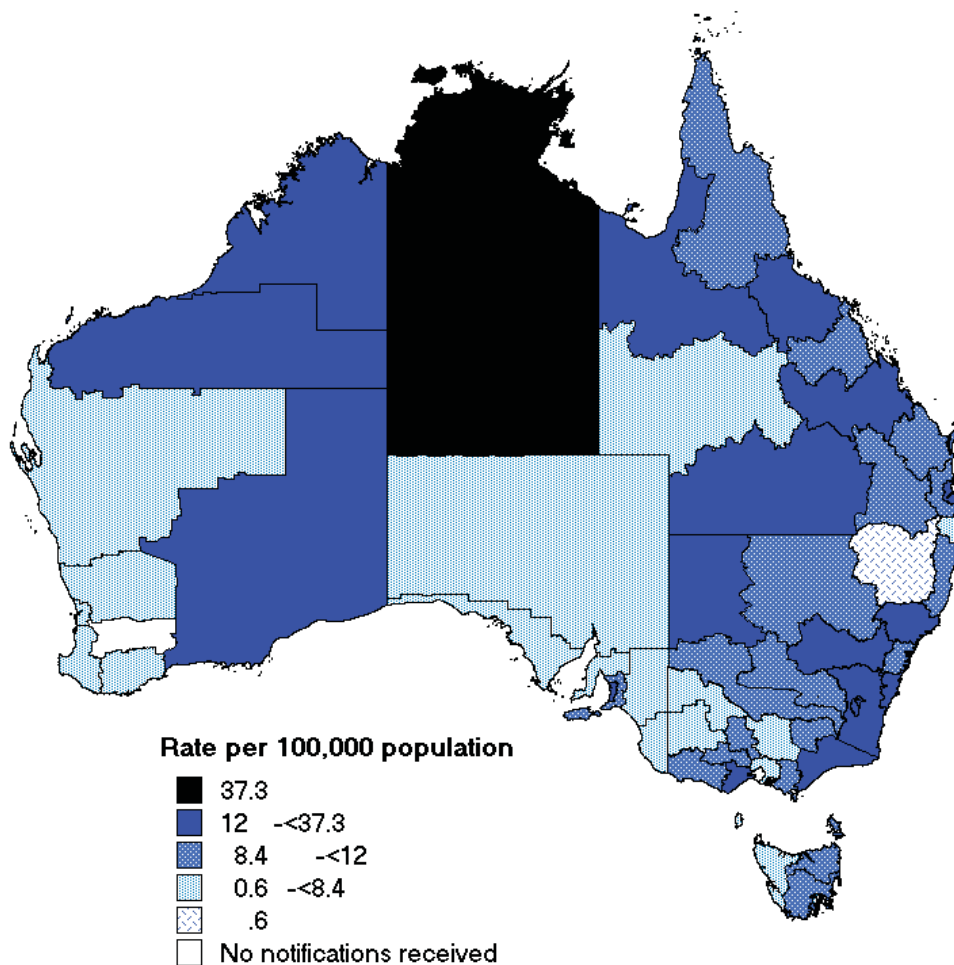 Rate per 100,000 population
37.3
12 -<37.3
8.4 -<12
0.6 -<8.4
.6
No notifications received